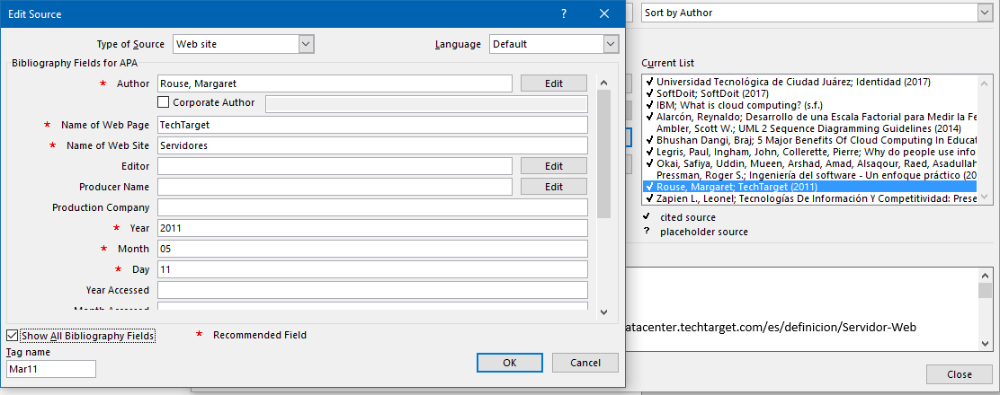 Edit Source
?
Type of Source
Web site
Language
Default
Bibliography Fields for APA
* Author
Rouse, Margaret
Edit
Corporate Author
* Name of Web Page
TechTarget
* Name of Web Site
Servidores
Editor
Edit
Producer Name
Edit
Production Company
* Year
2011
* Month
05
* Day
11
Year Accessed
Month Accessed
Show All Bibliography Fields
* Recommended Field
Tag name
Mar11
OK
Cancel
Sort by Author
Current List
Universidad Tecnológica de Ciudad Juárez; Identidad (2017)
SoftDoit; SoftDoit (2017)
IBM; What is cloud computing? (s.f.)
Alarcón, Reynaldo; Desarrollo de una Escala Factorial para Medir la Fe
Ambler, Scott W.; UML 2 Sequence Diagramming Guidelines (2014)
Bhushan Dangi, Braj; 5 Major Benefits Of Cloud Computing In Educat
Legris, Paul, Ingham, John, Collerette, Pierre; Why do people use info
Okai, Safiya, Uddin, Mueen, Arshad, Amad, Alsaqour, Raed, Asadullah
Pressman, Roger S.; Ingeniería del software - Un enfoque práctico (20
Rouse, Margaret; TechTarget (2011)
Zapien L., Leonel; Tecnologías De Información Y Competitividad: Prese
cited source
? placeholder source
atacenter.techtarget.com/es/definicion/Servidor-Web
Close